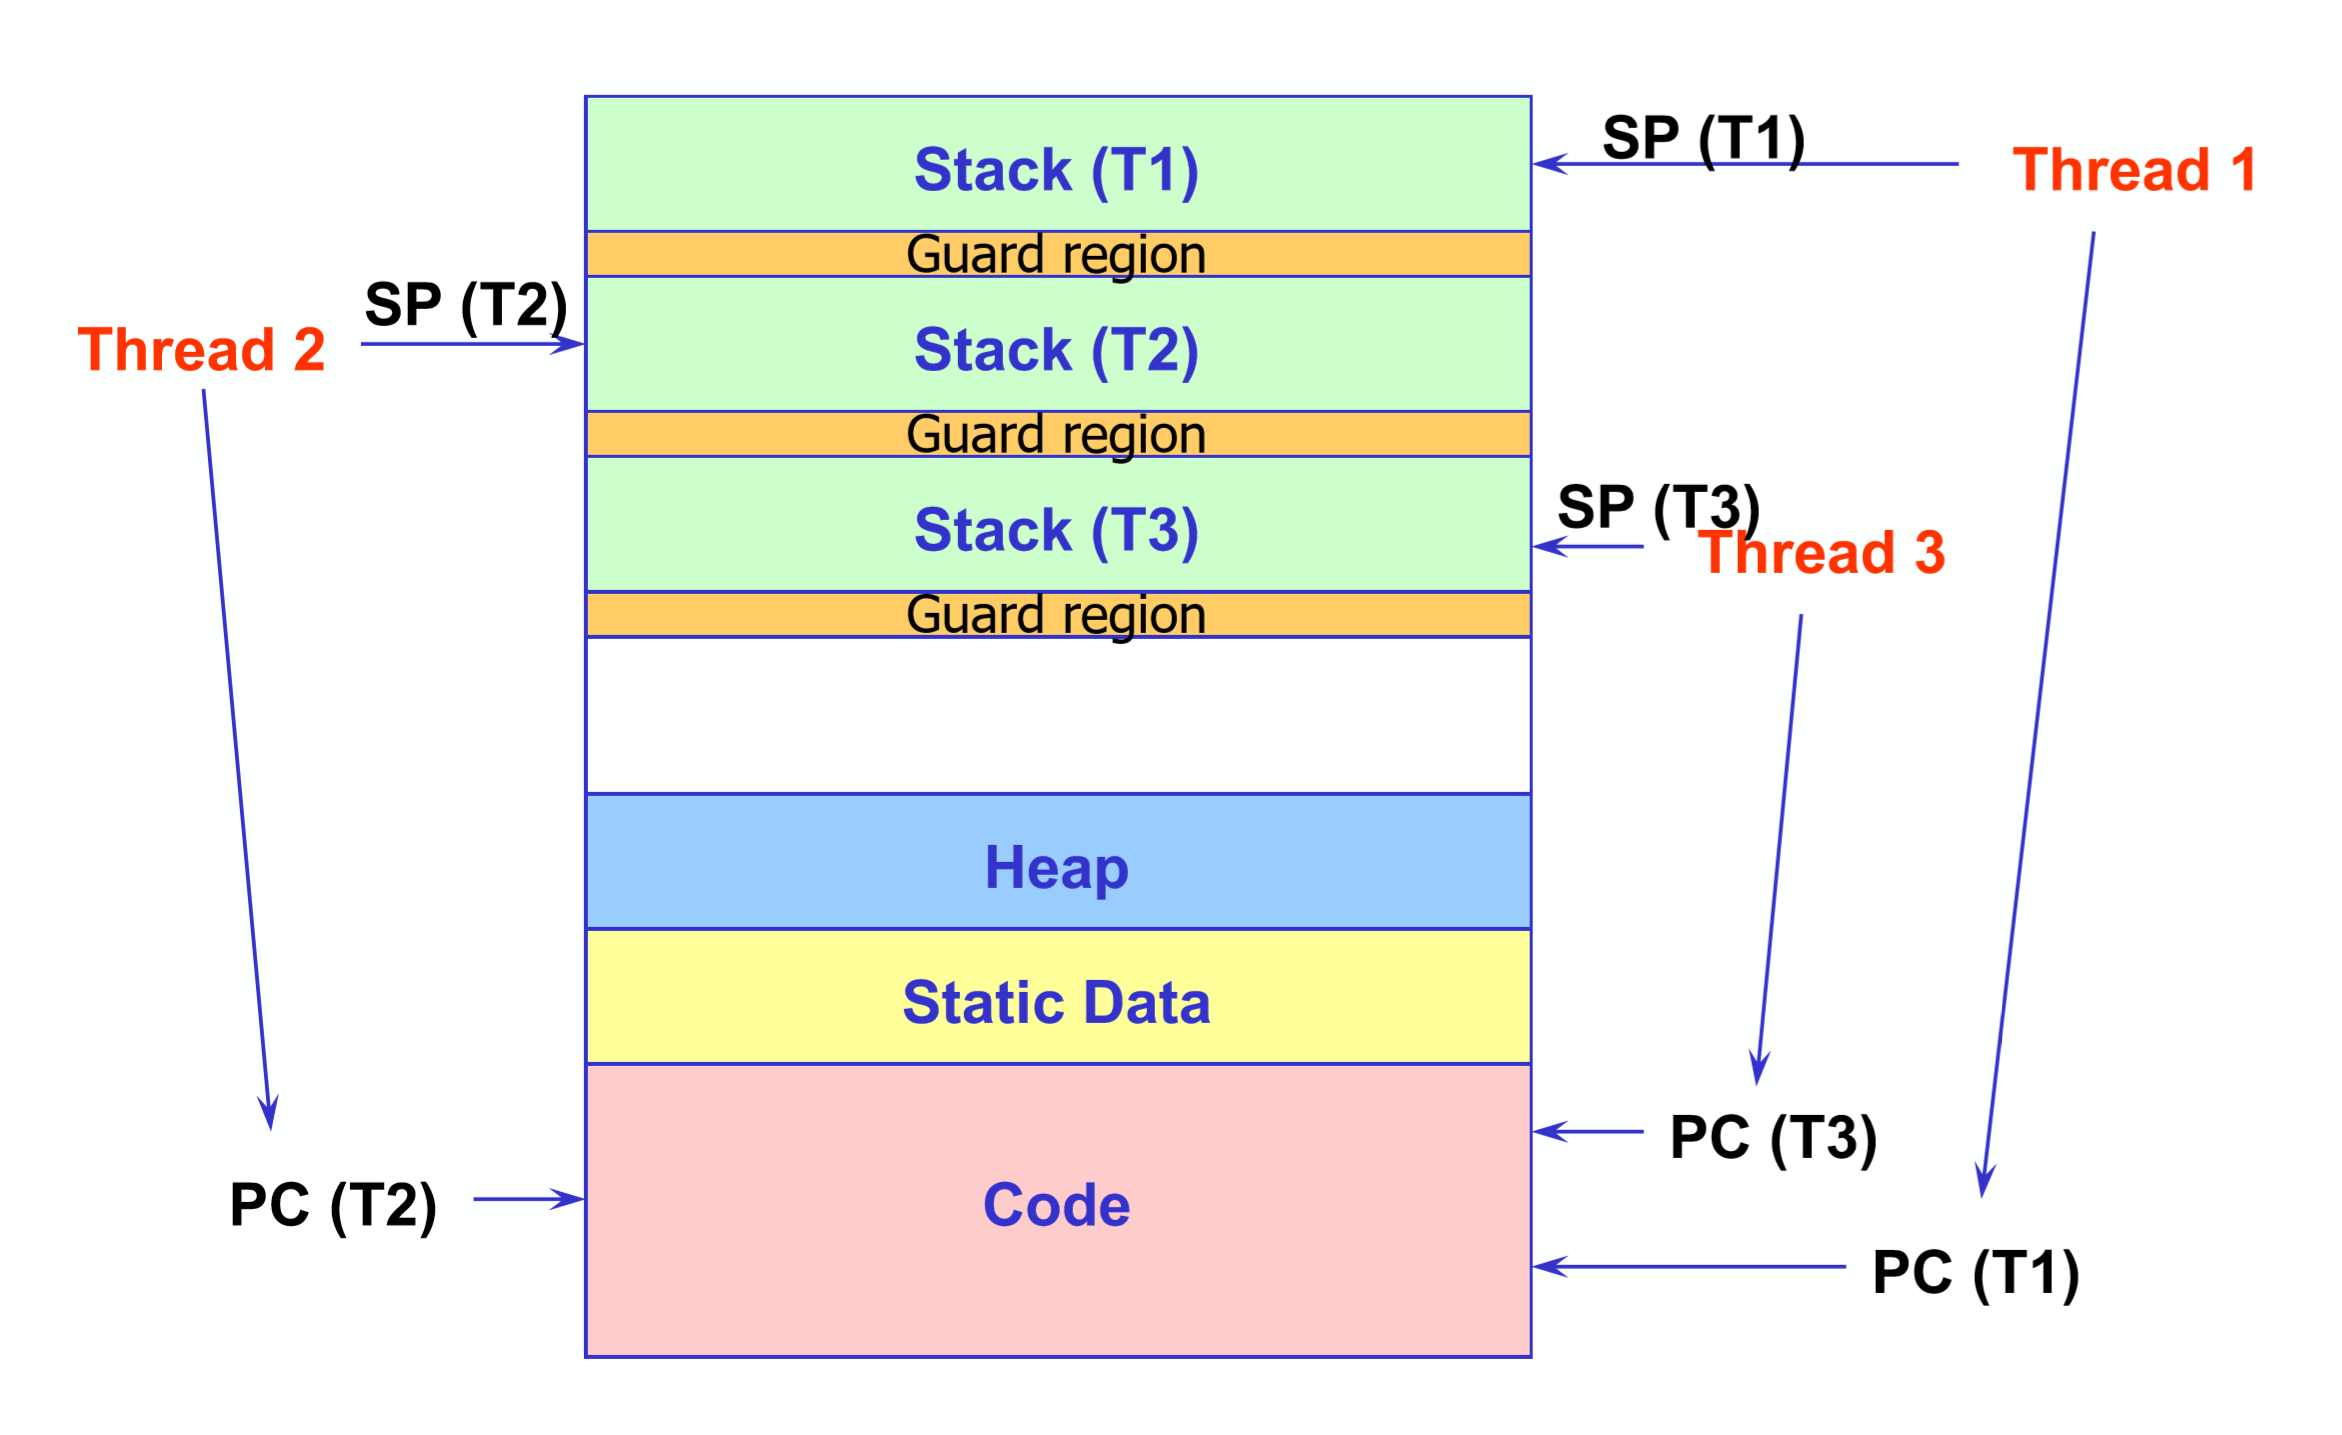 SP (T1)
Stack (T1)
Thread 1
Guard region
SP (T2)
Thread 2
Stack (T2)
Guard region
SP (T3)
Stack (T3)
Thread 3
Guard region
Heap
Static Data
PC (T3)
PC (T2)
Code
PC (T1)